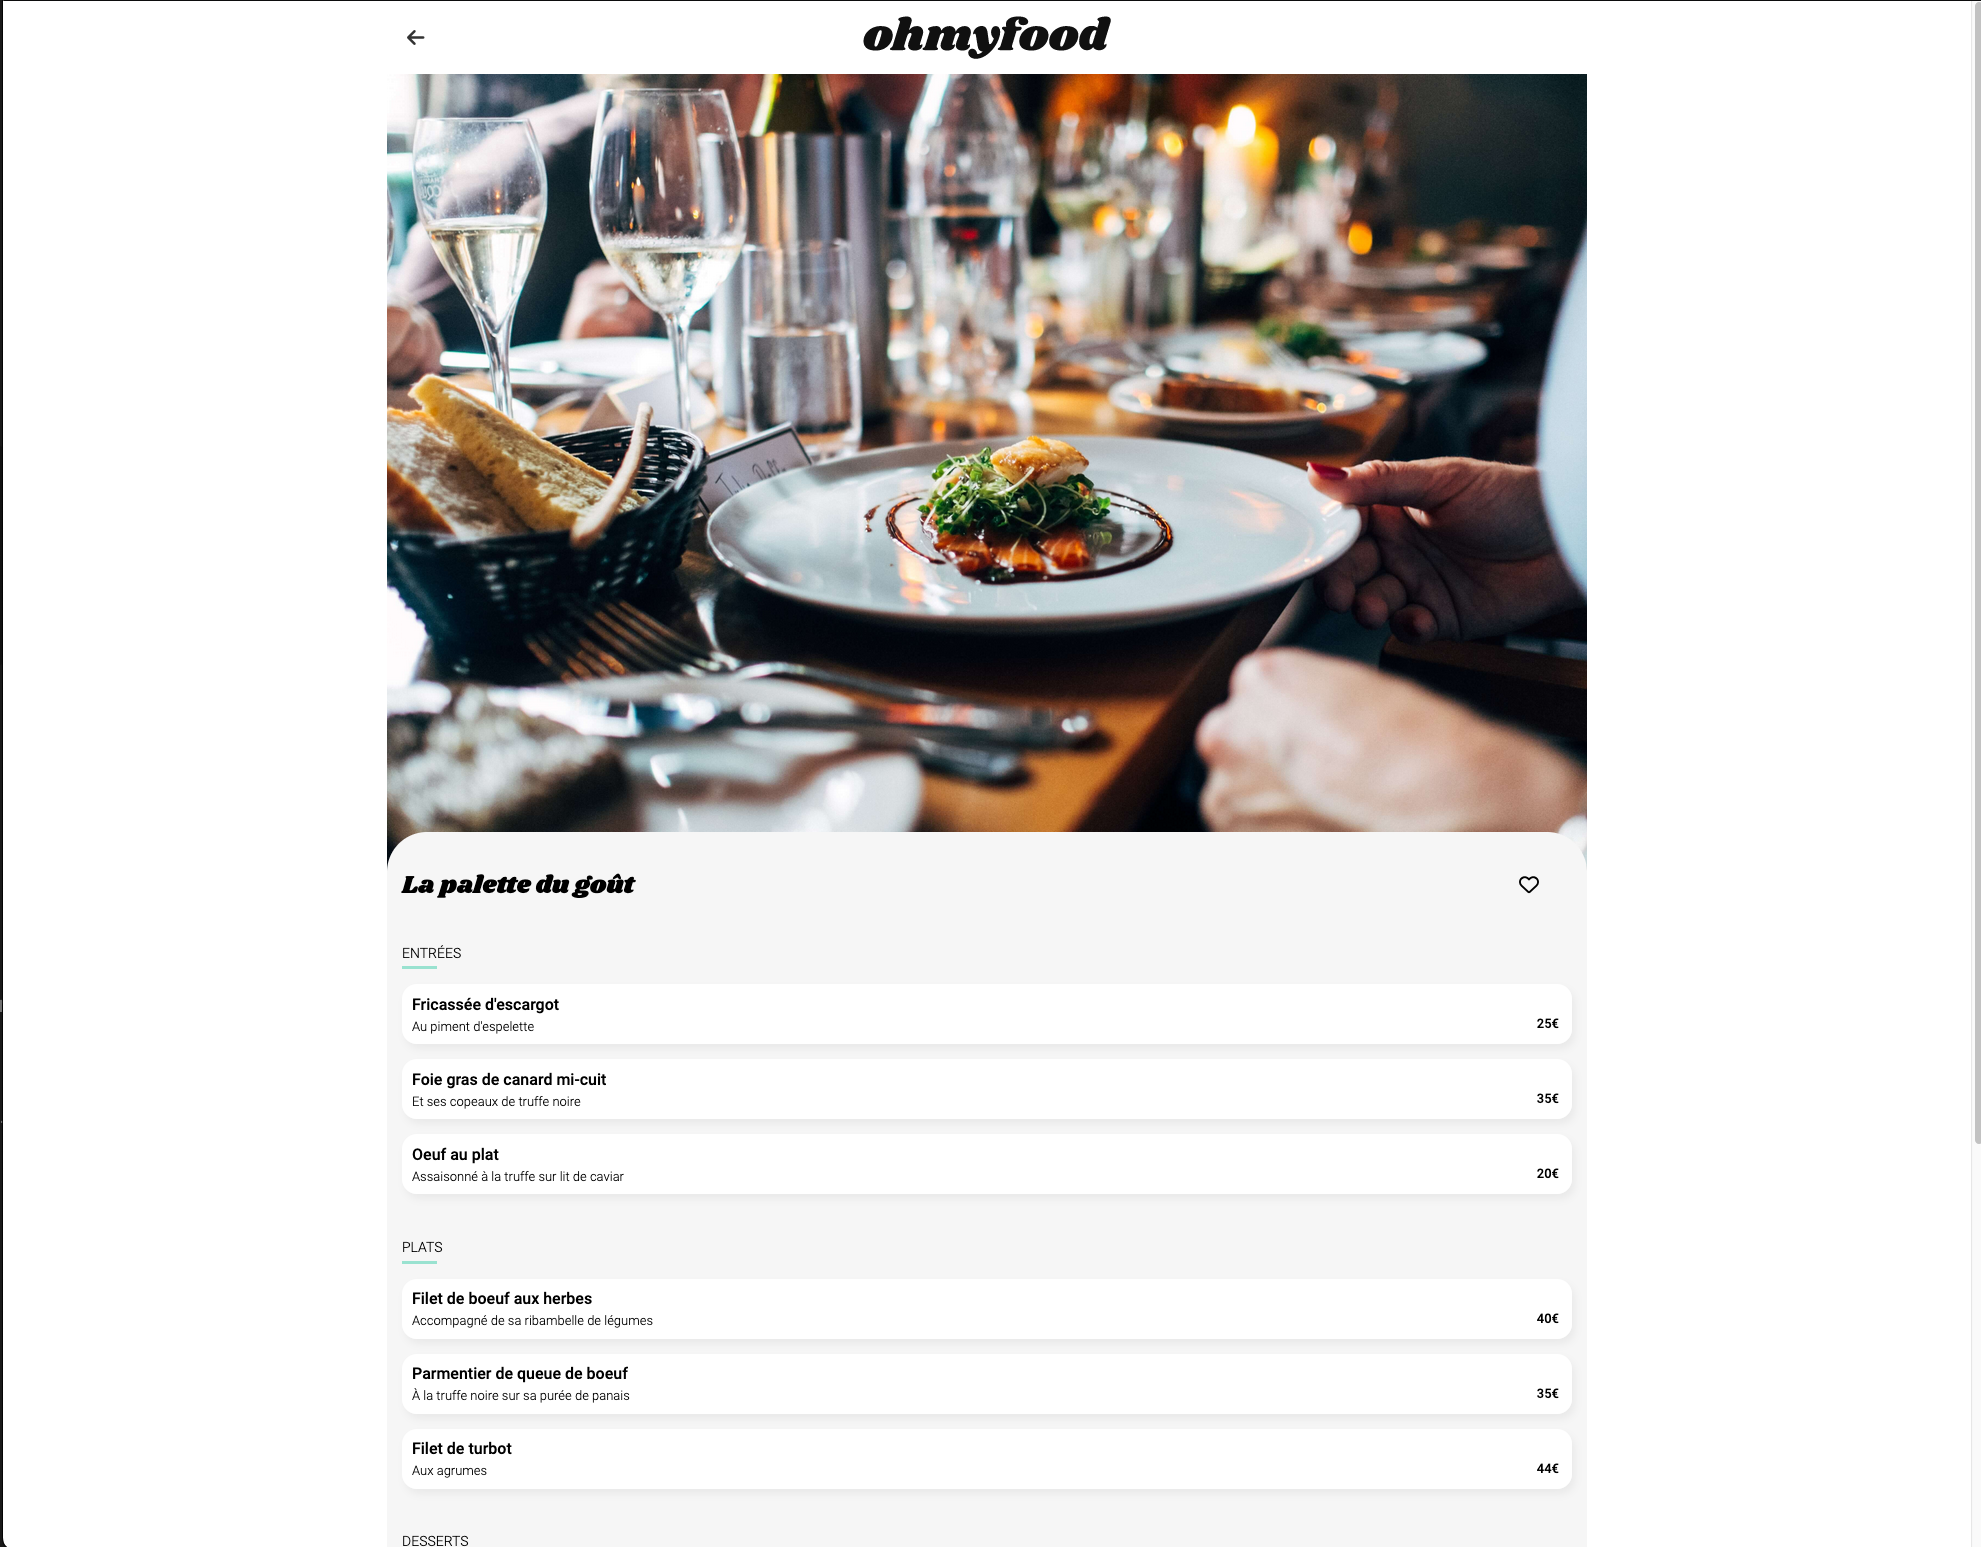 ohmyfood
La palette du goût
ENTRÉES
Fricassée d'escargot
Au piment d'espelette
25€
Foie gras de canard mi-cuit
Et ses copeaux de truffe noire
35€
Oeuf au plat
Assaisonné à la truffe sur lit de caviar
20€
PLATS
Filet de boeuf aux herbes
Accompagné de sa ribambelle de légumes
40€
Parmentier de queue de boeuf
À la truffe noire sur sa purée de panais
35€
Filet de turbot
Aux agrumes
44€
DESSERTS